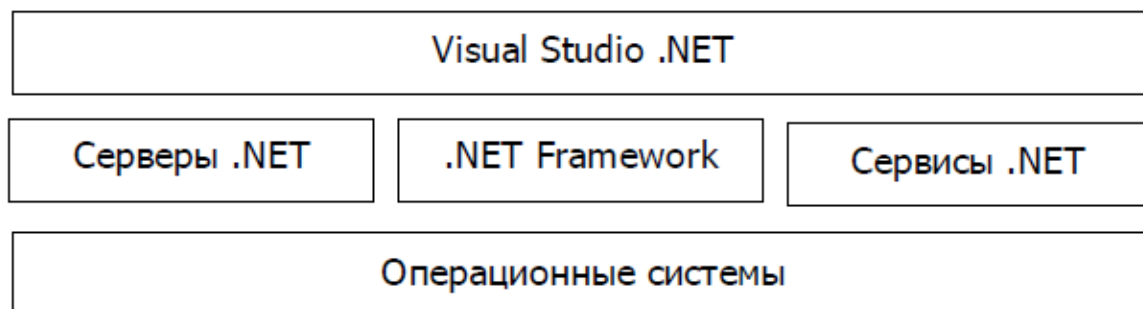 Visual Studio .NET
Серверы .NET
.NET Framework
Сервисы .NET
Операционные системы